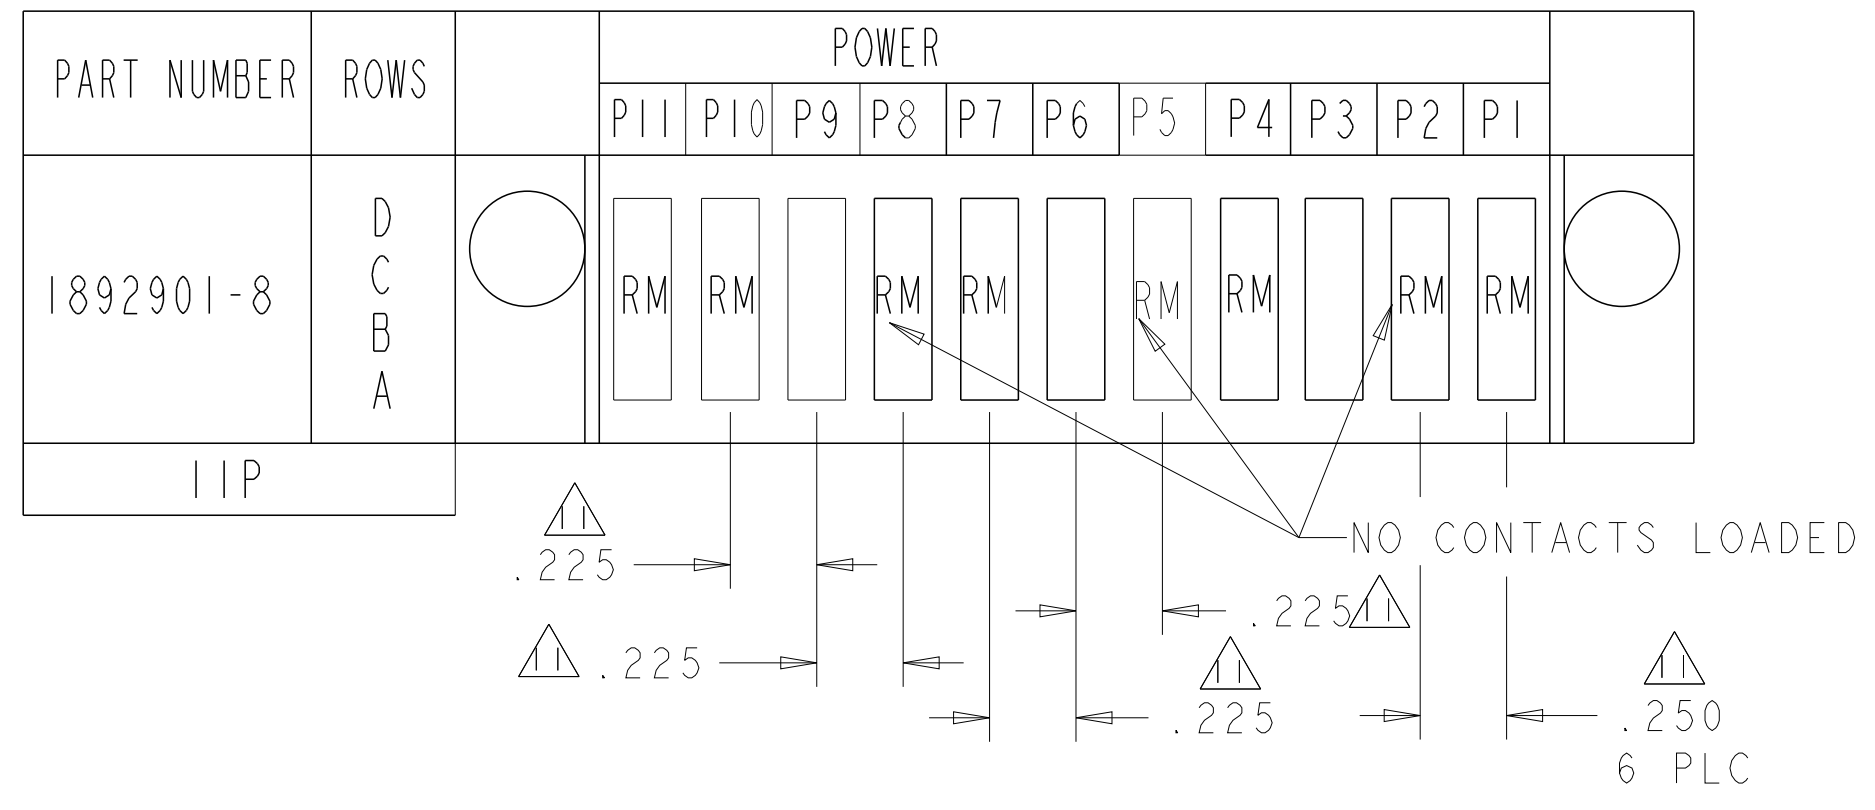 POWER
PART NUMBER ROWS
P11 P10 P9 P8 P7 P6 P5 P4 P3 P2 P1
D
C
B
A
1892901-8
RM RM RM RM RM RM RM RM
11P
11
.225
NO CONTACTS LOADED
.225 11
11 .225
11
.225
11
.250
6 PLC